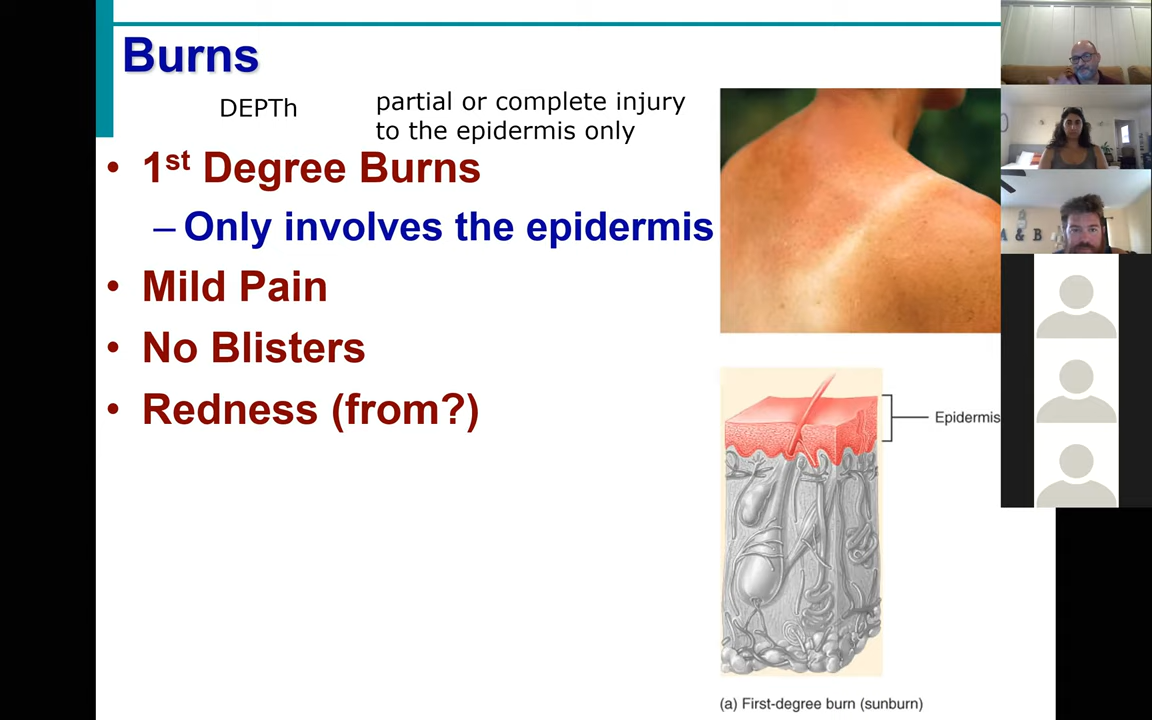 Burns
DEPTh
partial or complete injury
to the epidermis only
• 1st Degree Burns
– Only involves the epidermis
• Mild Pain
• No Blisters
• Redness (from?)
Epidermis
(a) First-degree burn (sunburn)
A & B